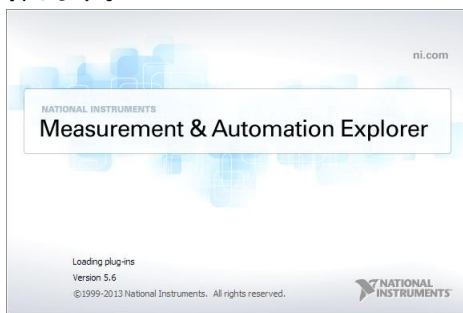 ni.com
NATIONAL INSTRUMENTS
Measurement & Automation Explorer
Loading plug-ins
Version 5.6
©1999-2013 National Instruments. All rights reserved.
NATIONAL
INSTRUMENTS™